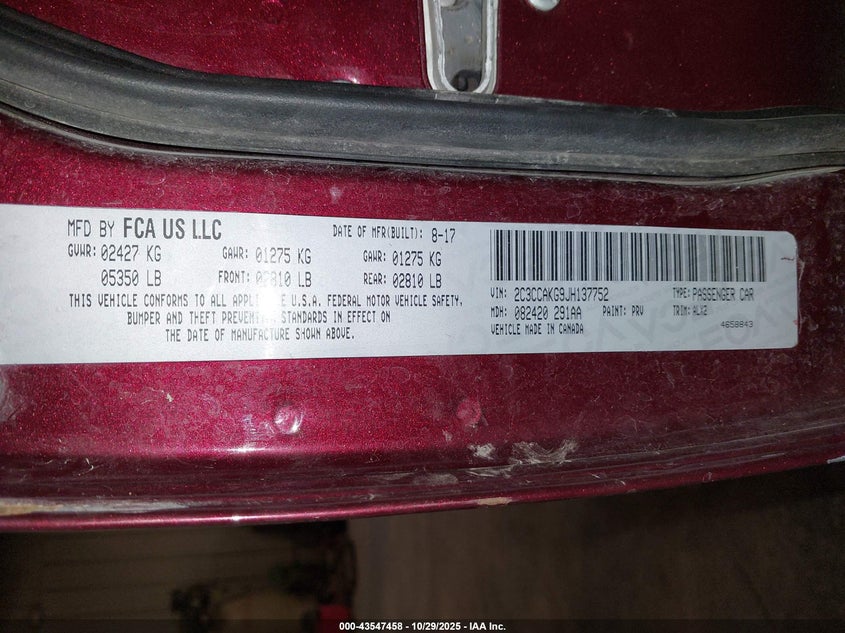 MFD BY FCA US LLC
DATE OF MFR(BUILT): 8-17
GVWR: 02427 KG GAWR: 01275 KG GAWR: 01275 KG
05350 LB FRONT: 02810 LB REAR: 02810 LB
THIS VEHICLE CONFORMS TO ALL U.S.A. FEDERAL MOTOR VEHICLE SAFETY,
BUMPER AND THEFT STANDARDS IN EFFECT ON
THE DATE OF MANUFACTURE SHOWN ABOVE.
VIN: 2C3CCAKG9JH137752 TYPE: PASSENGER CAR
MDH: 082420 291AA PAINT: PRV TRIM: ALX2
VEHICLE MADE IN CANADA 4658843
000-43547458 - 10/29/2025 - IAA Inc.